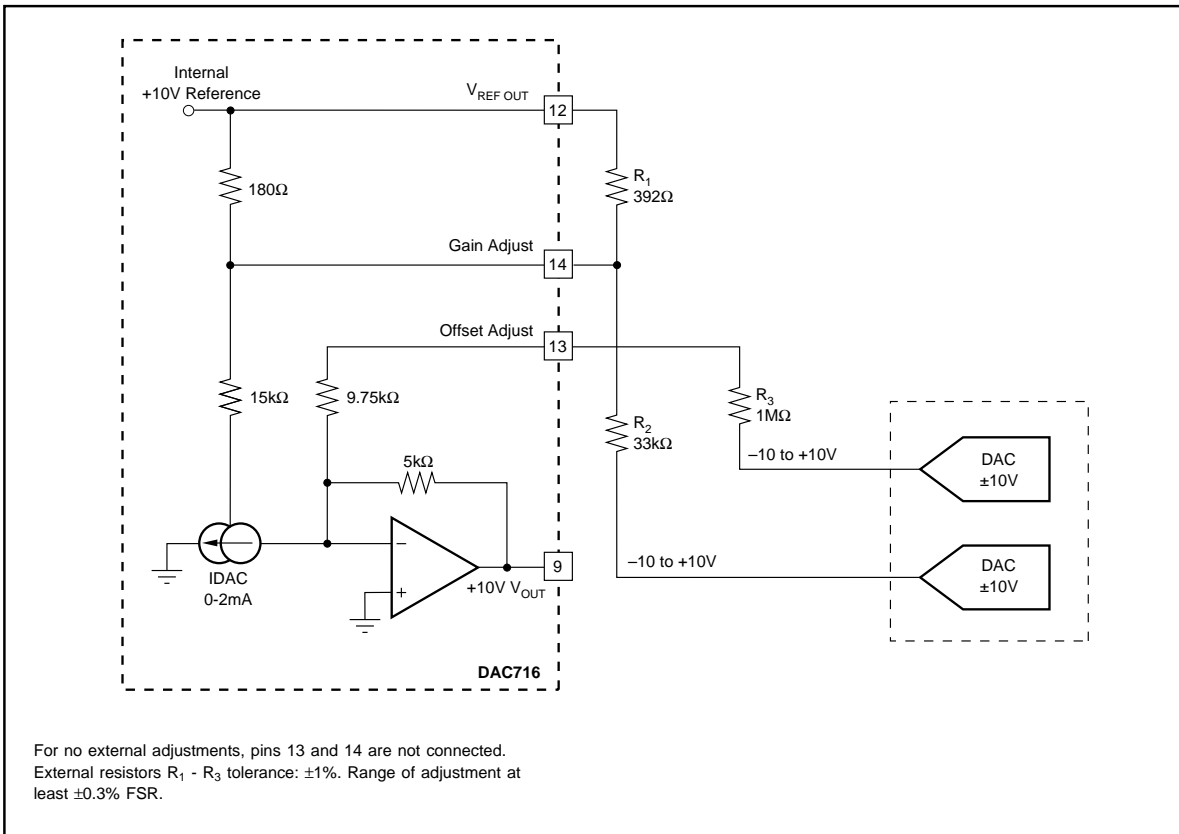 Internal
+10V Reference
V_REF OUT
12
180Ω
R₁
392Ω
Gain Adjust
14
Offset Adjust
13
15kΩ
9.75kΩ
R₃
1MΩ
R₂
33kΩ
–10 to +10V
DAC
±10V
5kΩ
–
+
IDAC
0-2mA
+10V V_OUT
9
–10 to +10V
DAC
±10V
DAC716
For no external adjustments, pins 13 and 14 are not connected.
External resistors R₁ - R₃ tolerance: ±1%. Range of adjustment at
least ±0.3% FSR.